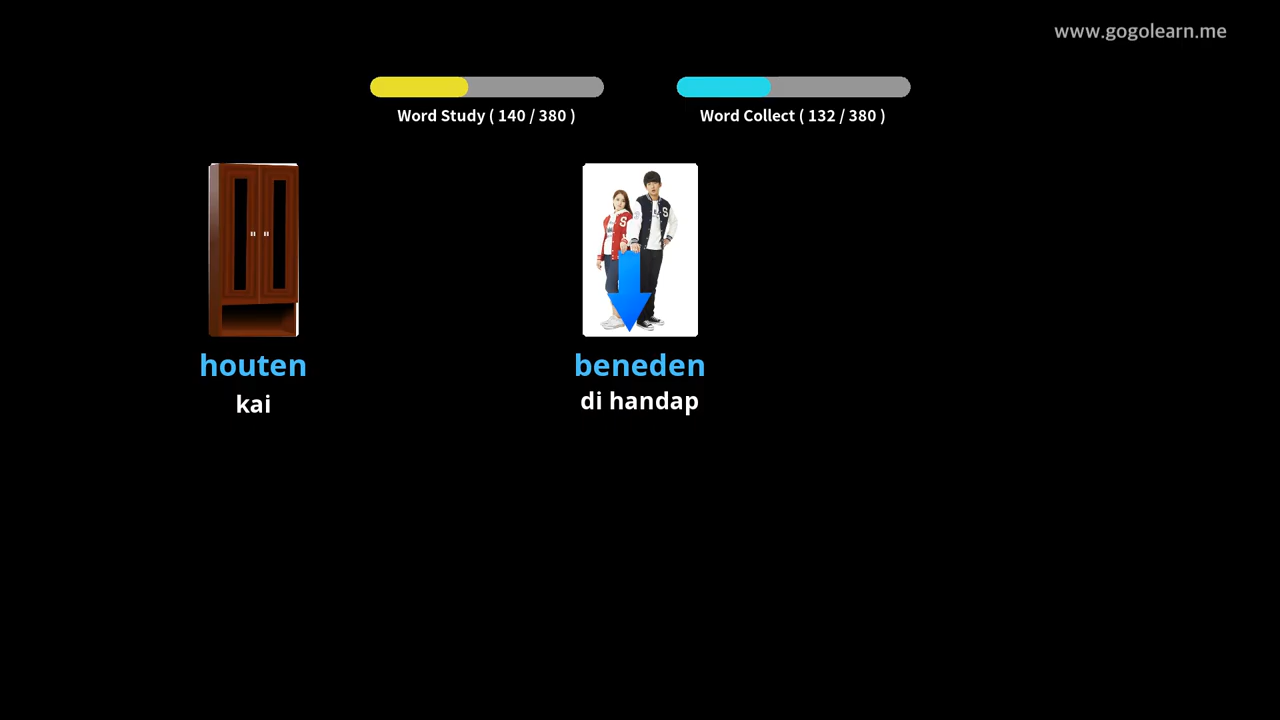 www.gogolearn.me
Word Study ( 140 / 380 )
Word Collect ( 132 / 380 )
houten
kai
beneden
di handap